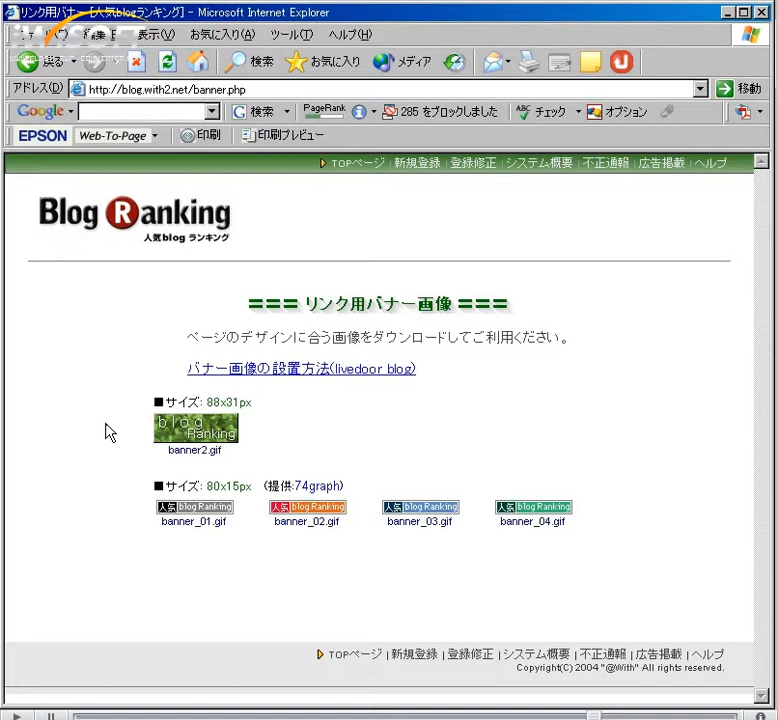 リンク用バナー [人気blogランキング] - Microsoft Internet Explorer
表示(V) お気に入り(A) ツール(T) ヘルプ(H)
戻る 検索 お気に入り メディア
アドレス(D) http://blog.with2.net/banner.php 移動
Google 検索 PageRank 285 をブロックしました チェック オプション
EPSON Web-To-Page 印刷 印刷プレビュー
TOPページ | 新規登録 | 登録修正 | システム概要 | 不正通報 | 広告掲載 | ヘルプ
Blog Ranking
人気blog ランキング
=== リンク用バナー画像 ===
ページのデザインに合う画像をダウンロードしてご利用ください。
バナー画像の設置方法(livedoor blog)
■サイズ: 88x31px
blog
Ranking
banner2.gif
■サイズ: 80x15px (提供:74graph)
人気 blog Ranking 人気 blog Ranking 人気 blog Ranking 人気 blog Ranking
banner_01.gif banner_02.gif banner_03.gif banner_04.gif
TOPページ | 新規登録 | 登録修正 | システム概要 | 不正通報 | 広告掲載 | ヘルプ
Copyright(C) 2004 "@With" All rights reserved.